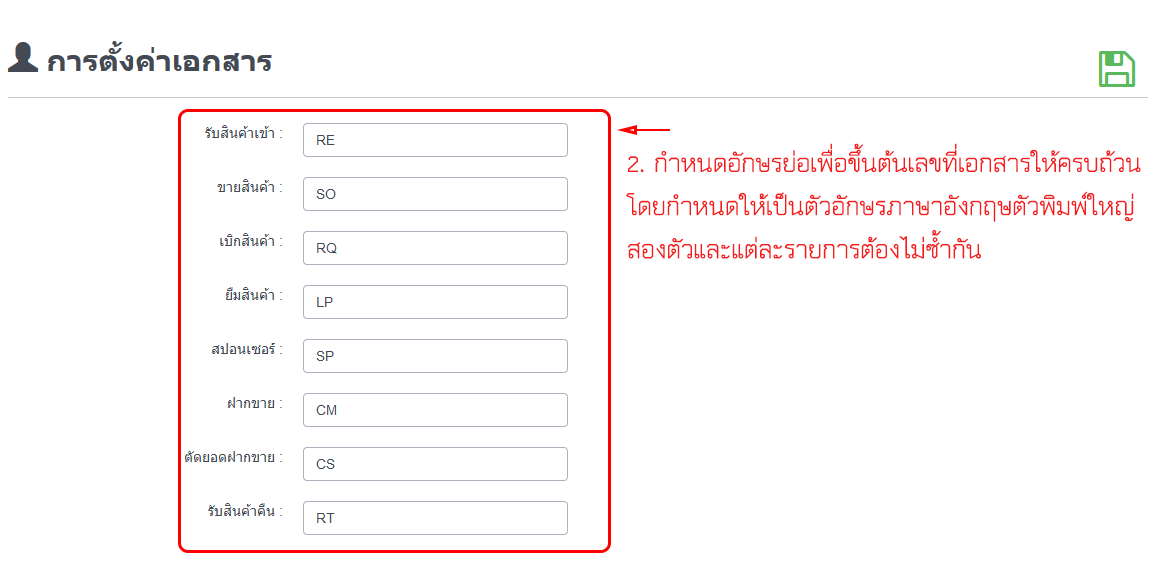 การตั้งค่าเอกสาร
รับสินค้าเข้า : RE
ขายสินค้า : SO
เบิกสินค้า : RQ
ยืมสินค้า : LP
สปอนเซอร์ : SP
ฝากขาย : CM
ตัดยอดฝากขาย : CS
รับสินค้าคืน : RT
2. กำหนดอักษรย่อเพื่อขึ้นต้นเลขที่เอกสารให้ครบถ้วน
โดยกำหนดให้เป็นตัวอักษรภาษาอังกฤษตัวพิมพ์ใหญ่
สองตัวและแต่ละรายการต้องไม่ซ้ำกัน